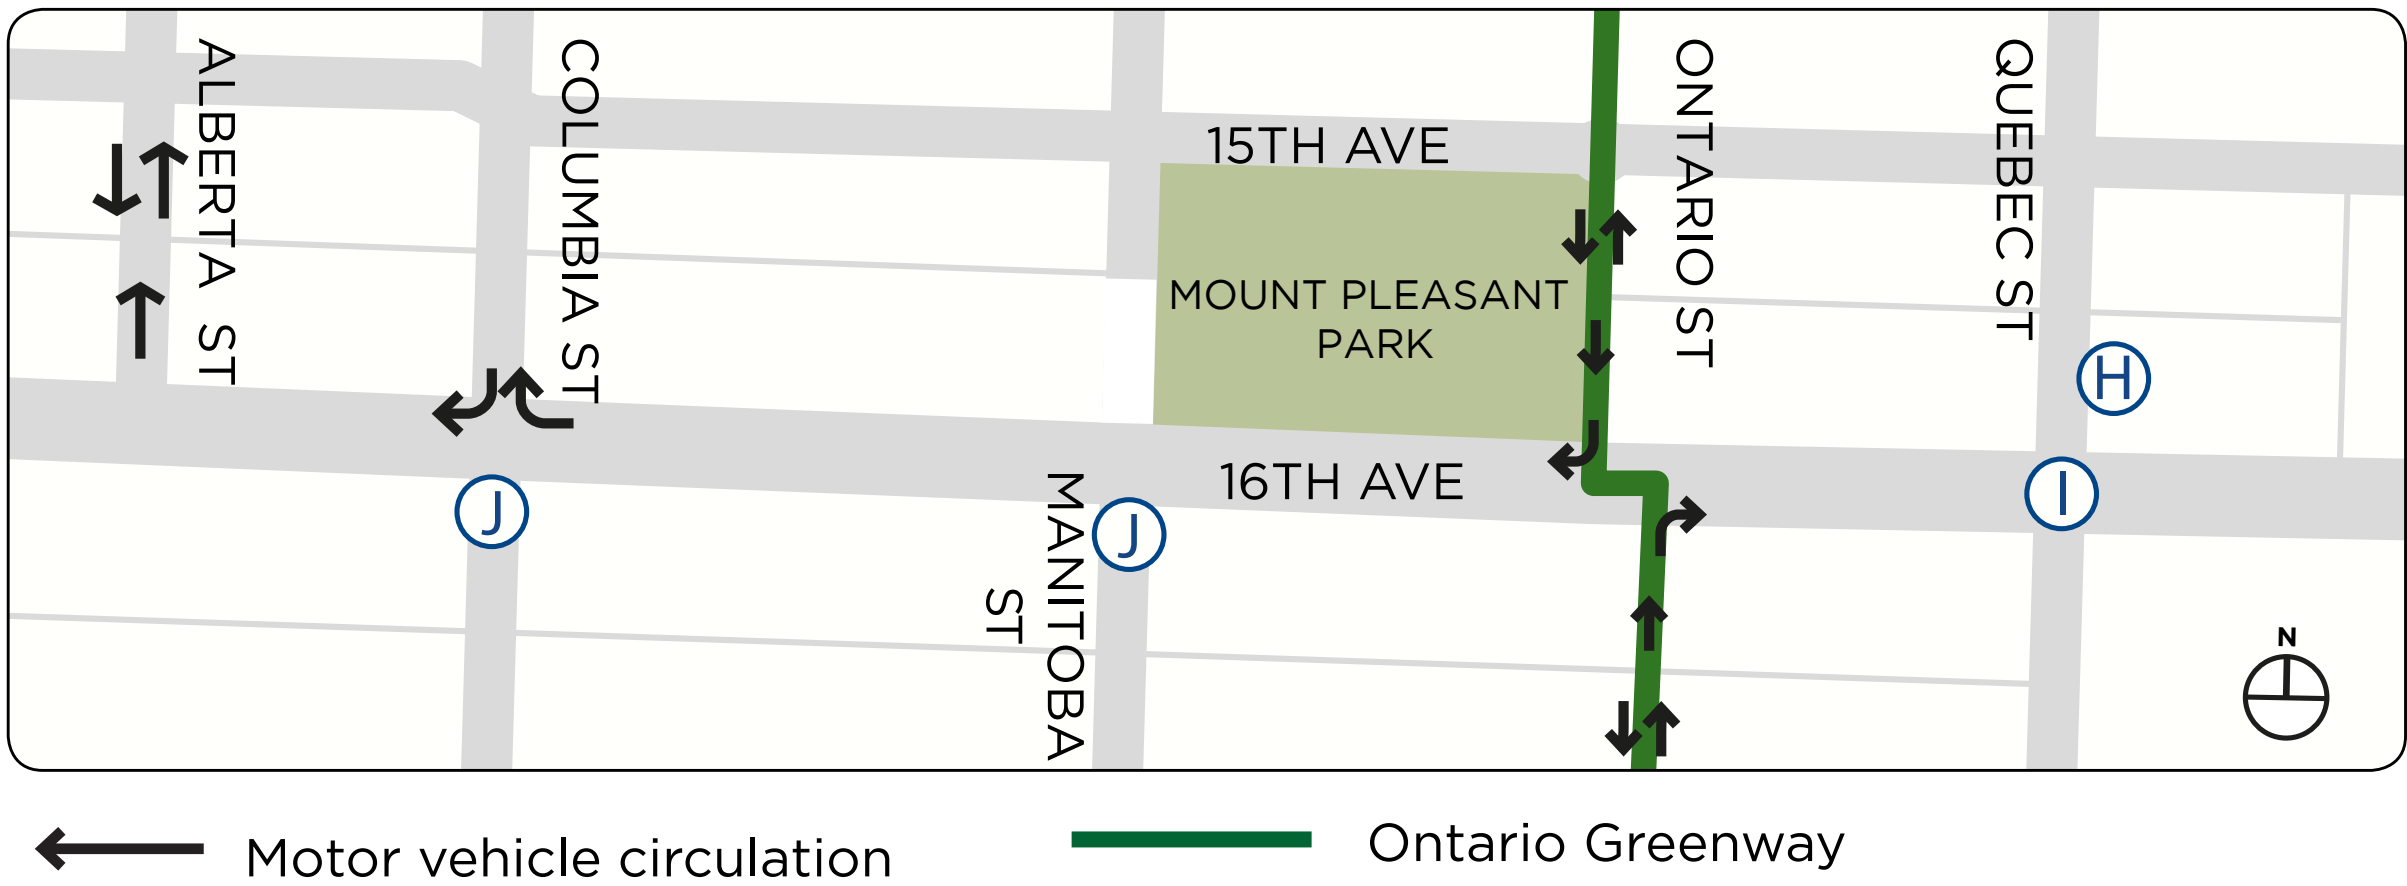 ALBERTA ST
COLUMBIA ST
15TH AVE
ONTARIO ST
QUEBEC ST
MOUNT PLEASANT
PARK
H
J
J
I
16TH AVE
MANITOBA
ST
N
Motor vehicle circulation
Ontario Greenway